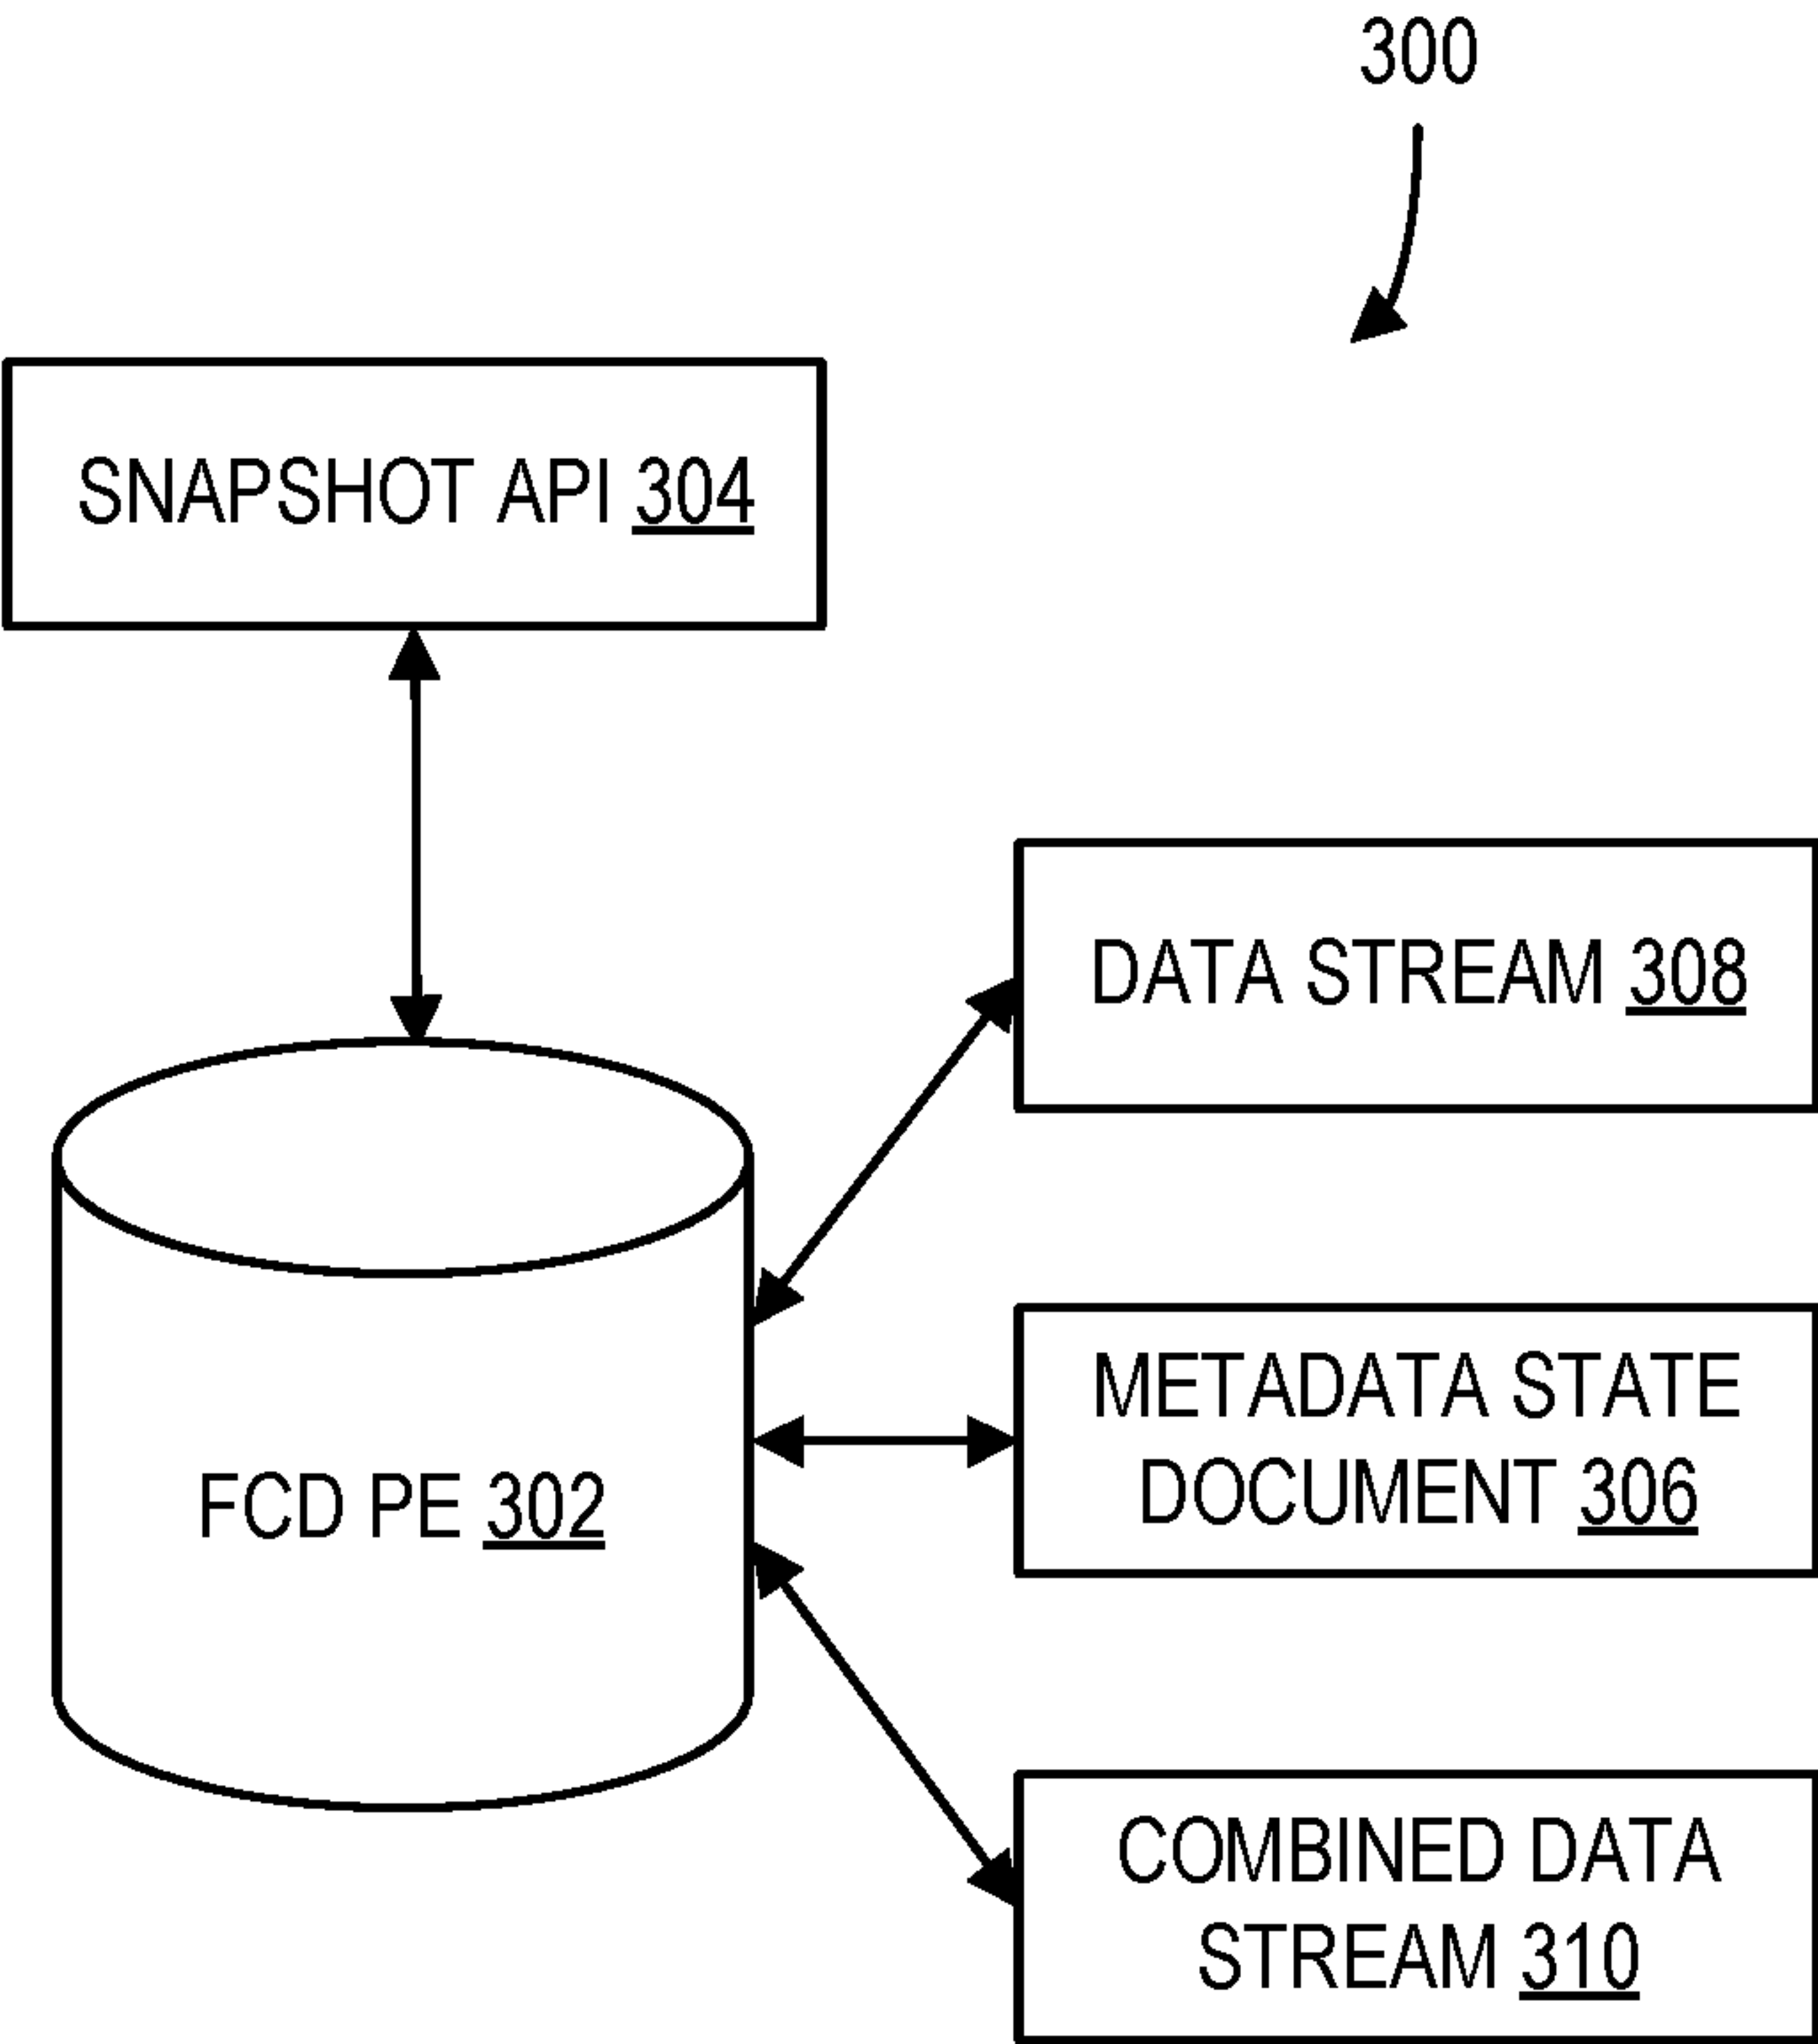 300
SNAPSHOT API 304
DATA STREAM 308
METADATA STATE
DOCUMENT 306
FCD PE 302
COMBINED DATA
STREAM 310